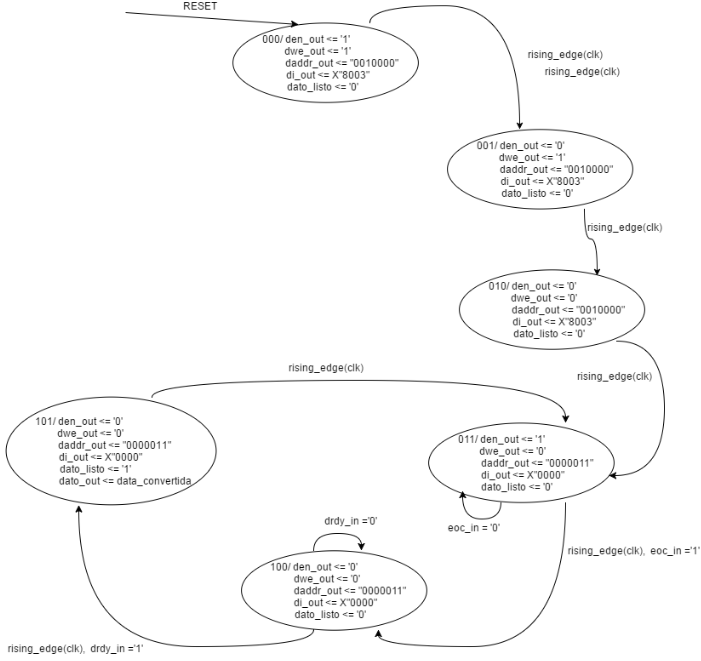 RESET
000/ den_out <= '1'
dwe_out <= '1'
daddr_out <= "0010000"
di_out <= X"8003"
dato_listo <= '0'
rising_edge(clk)
rising_edge(clk)
001/ den_out <= '0'
dwe_out <= '1'
daddr_out <= "0010000"
di_out <= X"8003"
dato_listo <= '0'
rising_edge(clk)
010/ den_out <= '0'
dwe_out <= '0'
daddr_out <= "0010000"
di_out <= X"8003"
dato_listo <= '0'
rising_edge(clk)
rising_edge(clk)
101/ den_out <= '0'
dwe_out <= '0'
daddr_out <= "0000011"
di_out <= X"0000"
dato_listo <= '1'
dato_out <= data_convertida
011/ den_out <= '1'
dwe_out <= '0'
daddr_out <= "0000011"
di_out <= X"0000"
dato_listo <= '0'
eoc_in = '0'
drdy_in ='0'
rising_edge(clk), eoc_in ='1'
100/ den_out <= '0'
dwe_out <= '0'
daddr_out <= "0000011"
di_out <= X"0000"
dato_listo <= '0'
rising_edge(clk), drdy_in ='1'